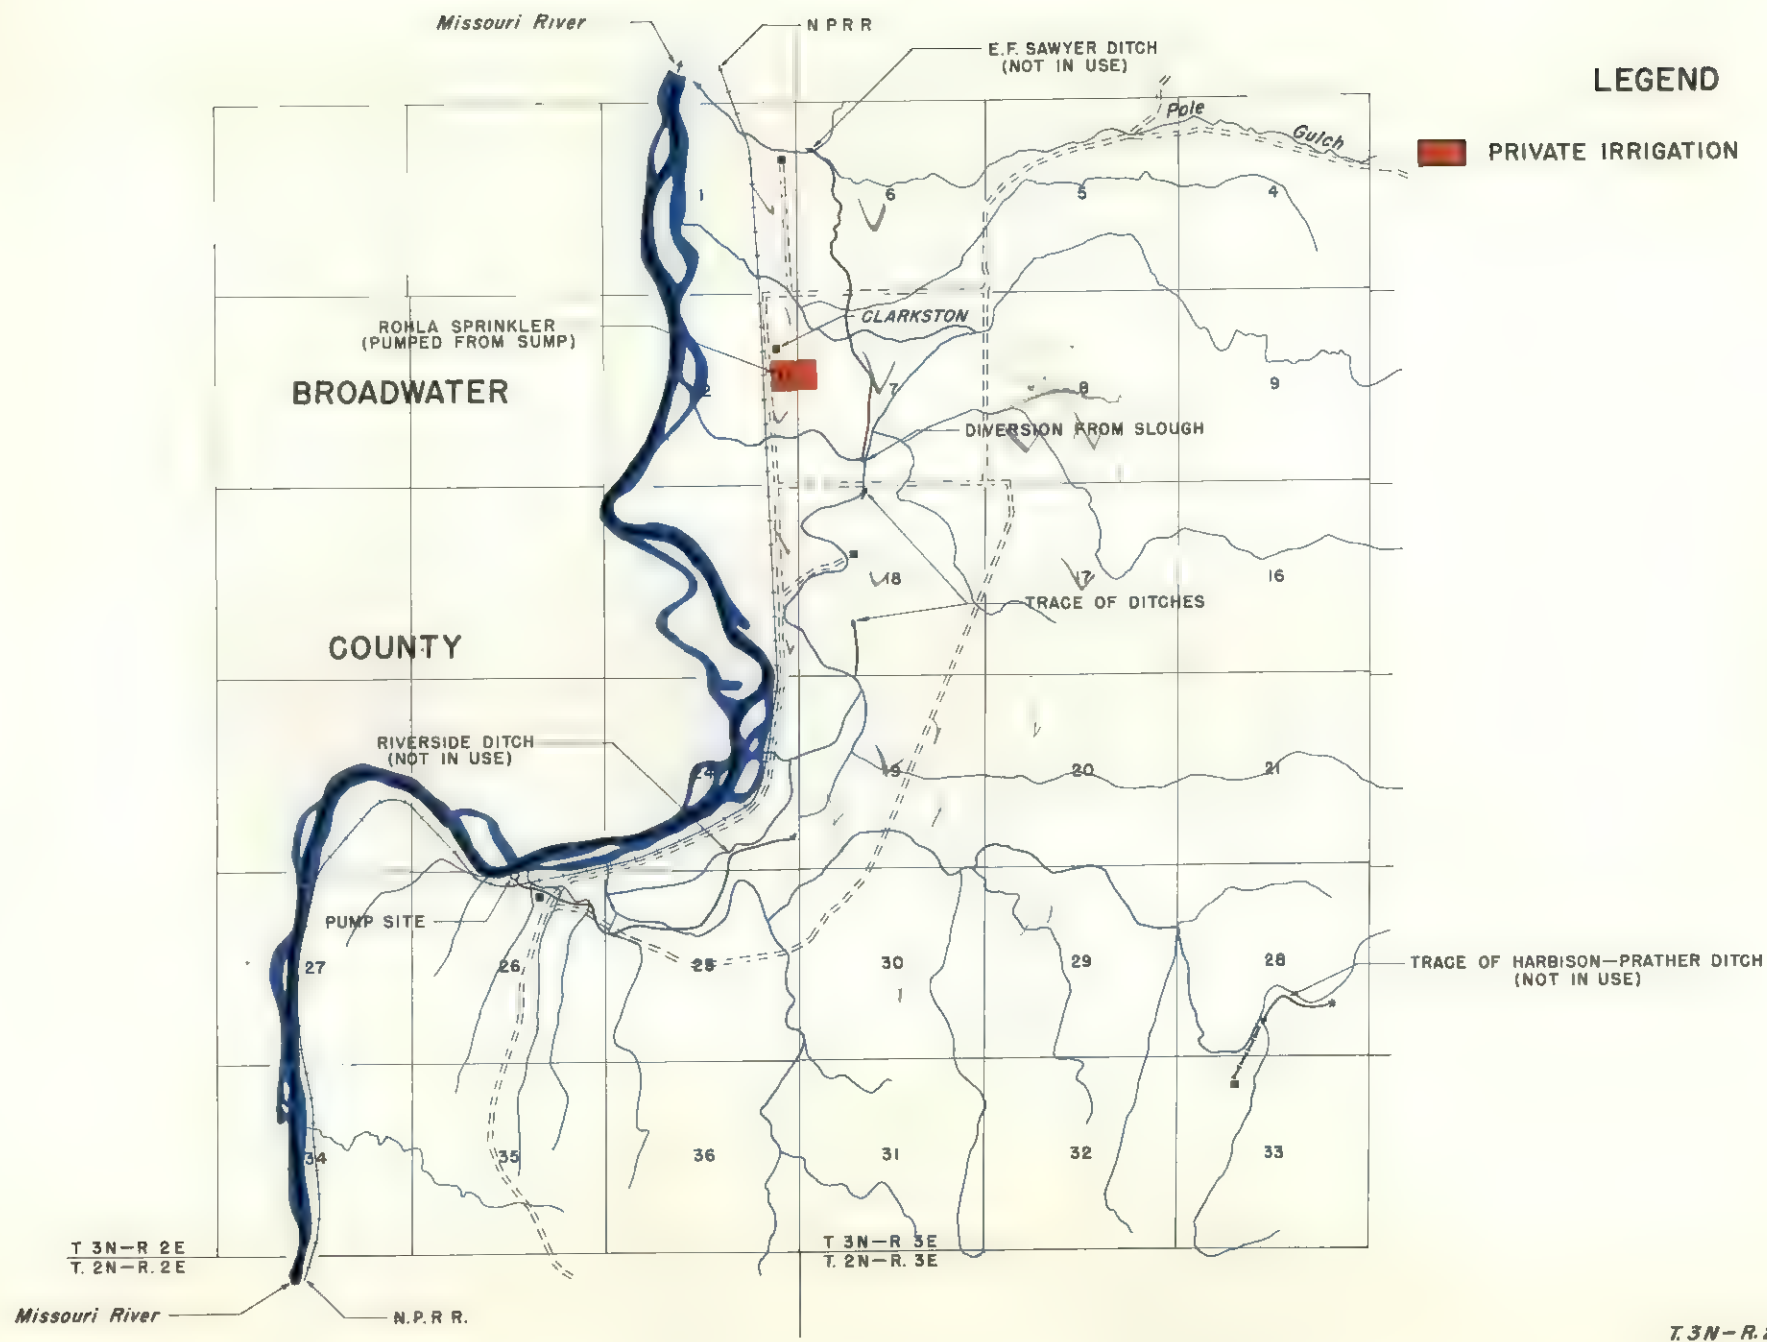 Missouri River
N P R R
E.F. SAWYER DITCH
(NOT IN USE)
LEGEND
PRIVATE IRRIGATION
Pole
Gulch
1
6
5
4
ROHLA SPRINKLER
(PUMPED FROM SUMP)
CLARKSTON
BROADWATER
7
8
9
DIVERSION FROM SLOUGH
18
17
16
TRACE OF DITCHES
COUNTY
RIVERSIDE DITCH
(NOT IN USE)
24
19
20
21
PUMP SITE
27
26
25
30
29
28
TRACE OF HARBISON—PRATHER DITCH
(NOT IN USE)
34
35
36
31
32
33
T 3N—R 2E
T. 2N—R. 2E
T 3N—R 3E
T. 2N—R. 3E
Missouri River
N.P.R R.
T. 3N—R.